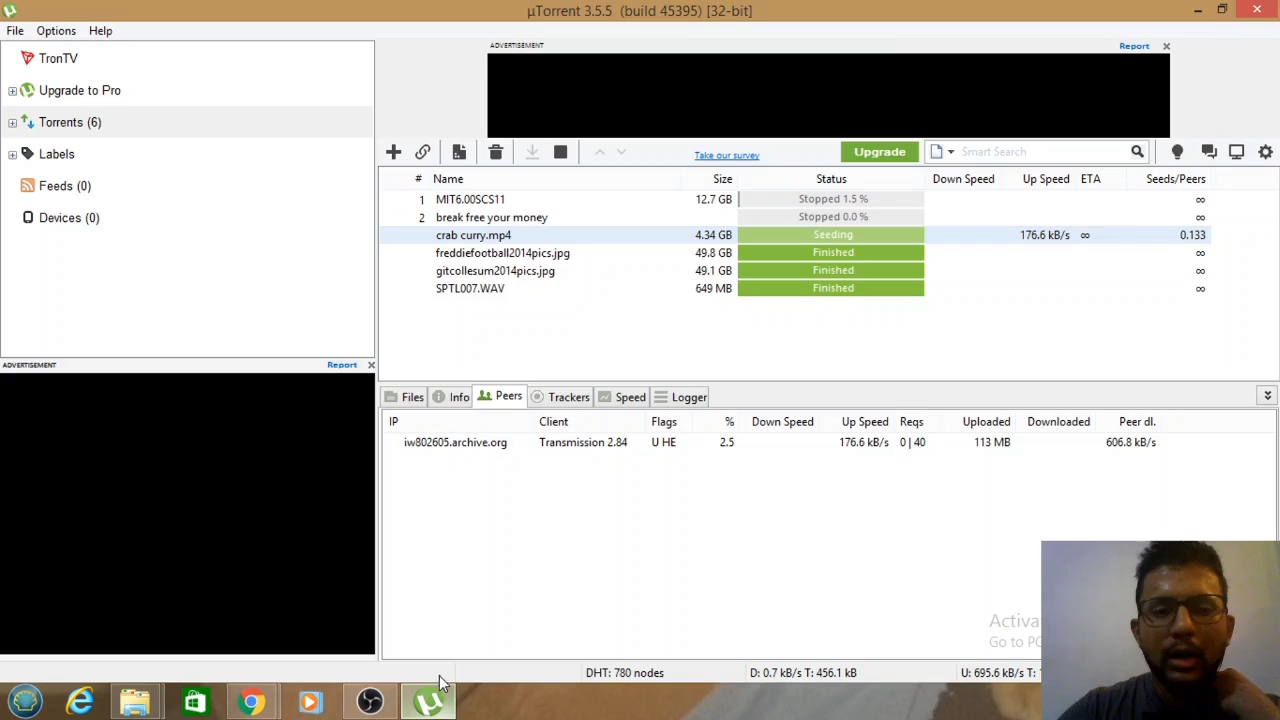 µTorrent 3.5.5 (build 45395) [32-bit]
File Options Help
TronTV
Upgrade to Pro
Torrents (6)
Labels
Feeds (0)
Devices (0)
ADVERTISEMENT Report
Take our survey Upgrade Smart Search
# Name Size Status Down Speed Up Speed ETA Seeds/Peers
1 MIT6.00SCS11 12.7 GB Stopped 1.5 % ∞
2 break free your money Stopped 0.0 % ∞
crab curry.mp4 4.34 GB Seeding 176.6 kB/s ∞ 0.133
freddiefootball2014pics.jpg 49.8 GB Finished ∞
gitcollesum2014pics.jpg 49.1 GB Finished ∞
SPTL007.WAV 649 MB Finished ∞
ADVERTISEMENT Report
Files Info Peers Trackers Speed Logger
IP Client Flags % Down Speed Up Speed Reqs Uploaded Downloaded Peer dl.
iw802605.archive.org Transmission 2.84 U HE 2.5 176.6 kB/s 0|40 113 MB 606.8 kB/s
Activa
Go to PC
DHT: 780 nodes D: 0.7 kB/s T: 456.1 kB U: 695.6 kB/s T: